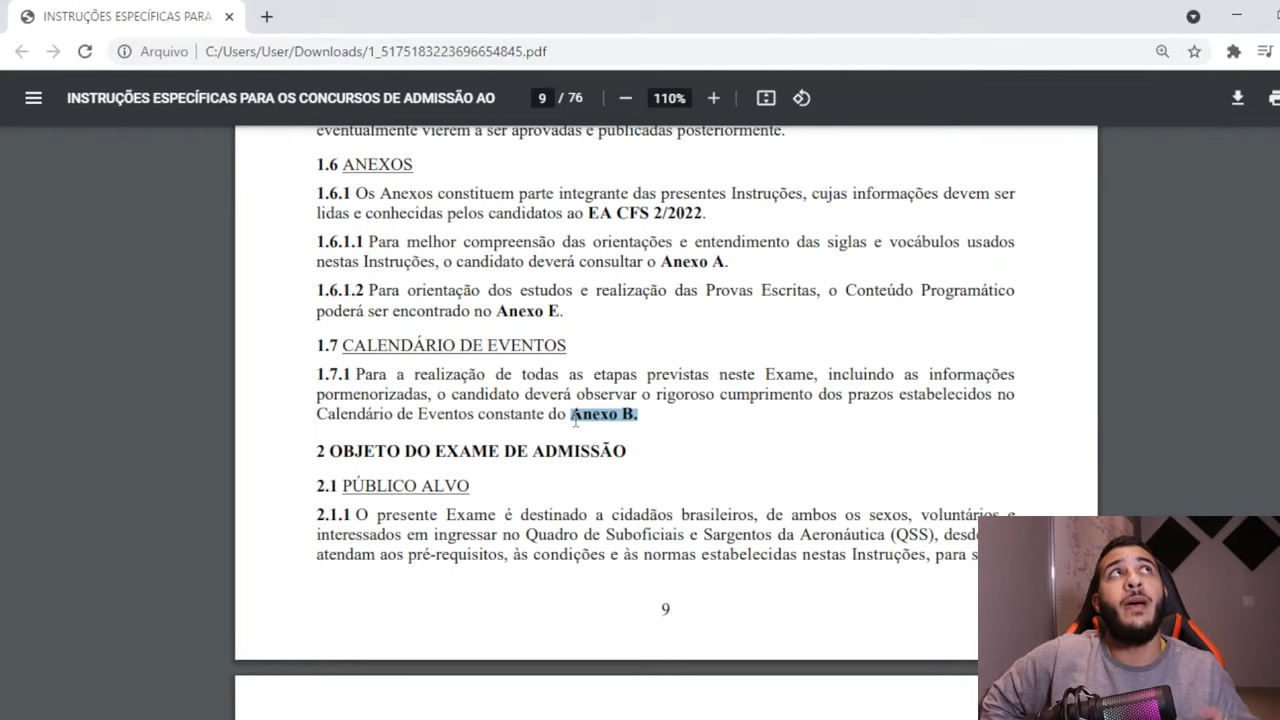 INSTRUÇÕES ESPECÍFICAS PARA
Arquivo
C:/Users/User/Downloads/1_5175183223696654845.pdf
INSTRUÇÕES ESPECÍFICAS PARA OS CONCURSOS DE ADMISSÃO AO
9 / 76
110%
eventualmente vierem a ser aprovadas e publicadas posteriormente.
1.6 ANEXOS
1.6.1 Os Anexos constituem parte integrante das presentes Instruções, cujas informações devem ser
lidas e conhecidas pelos candidatos ao EA CFS 2/2022.
1.6.1.1 Para melhor compreensão das orientações e entendimento das siglas e vocábulos usados
nestas Instruções, o candidato deverá consultar o Anexo A.
1.6.1.2 Para orientação dos estudos e realização das Provas Escritas, o Conteúdo Programático
poderá ser encontrado no Anexo E.
1.7 CALENDÁRIO DE EVENTOS
1.7.1 Para a realização de todas as etapas previstas neste Exame, incluindo as informações
pormenorizadas, o candidato deverá observar o rigoroso cumprimento dos prazos estabelecidos no
Calendário de Eventos constante do Anexo B.
2 OBJETO DO EXAME DE ADMISSÃO
2.1 PÚBLICO ALVO
2.1.1 O presente Exame é destinado a cidadãos brasileiros, de ambos os sexos, voluntários e
interessados em ingressar no Quadro de Suboficiais e Sargentos da Aeronáutica (QSS),
atendam aos pré-requisitos, às condições e às normas estabelecidas nestas Instruções, para
9